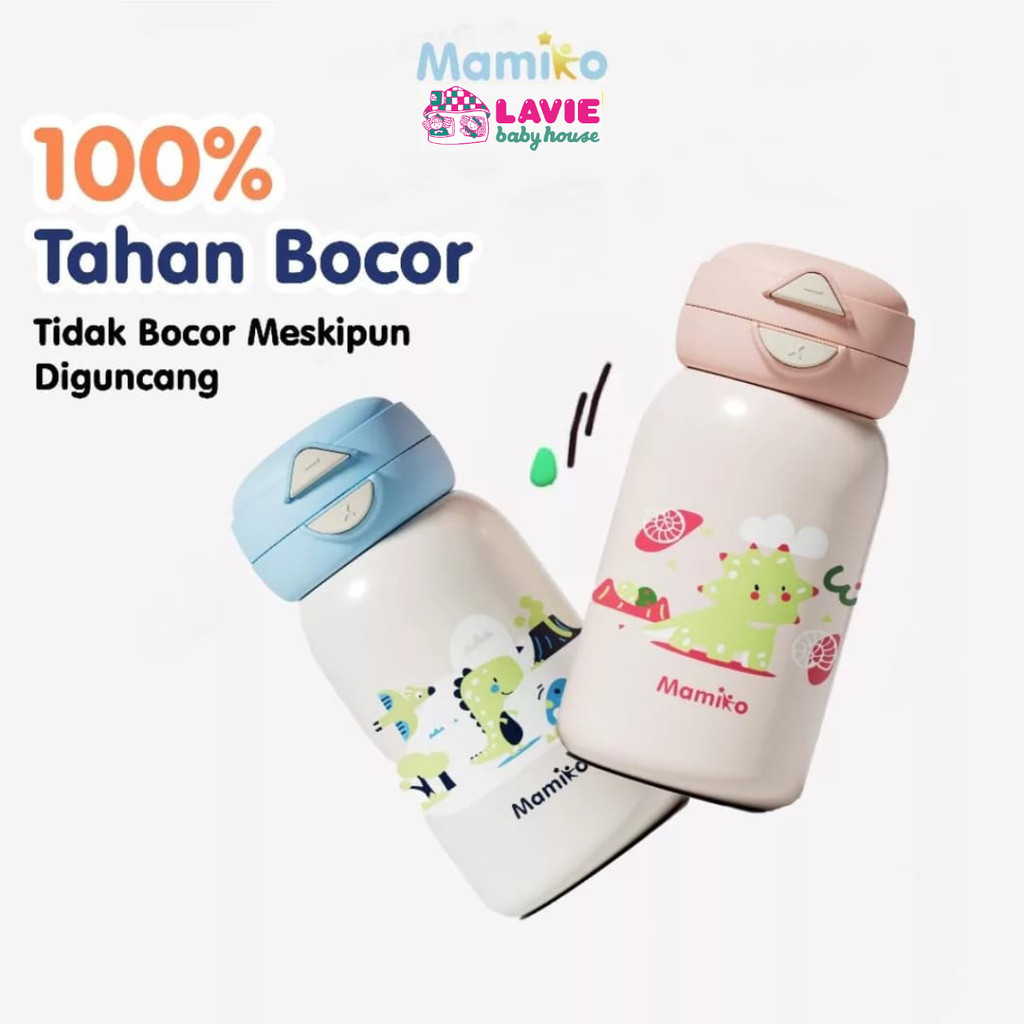 Mamiko
LAVIE
baby house
100%
Tahan Bocor
Tidak Bocor Meskipun
Diguncang
Mamiko
Mamiko